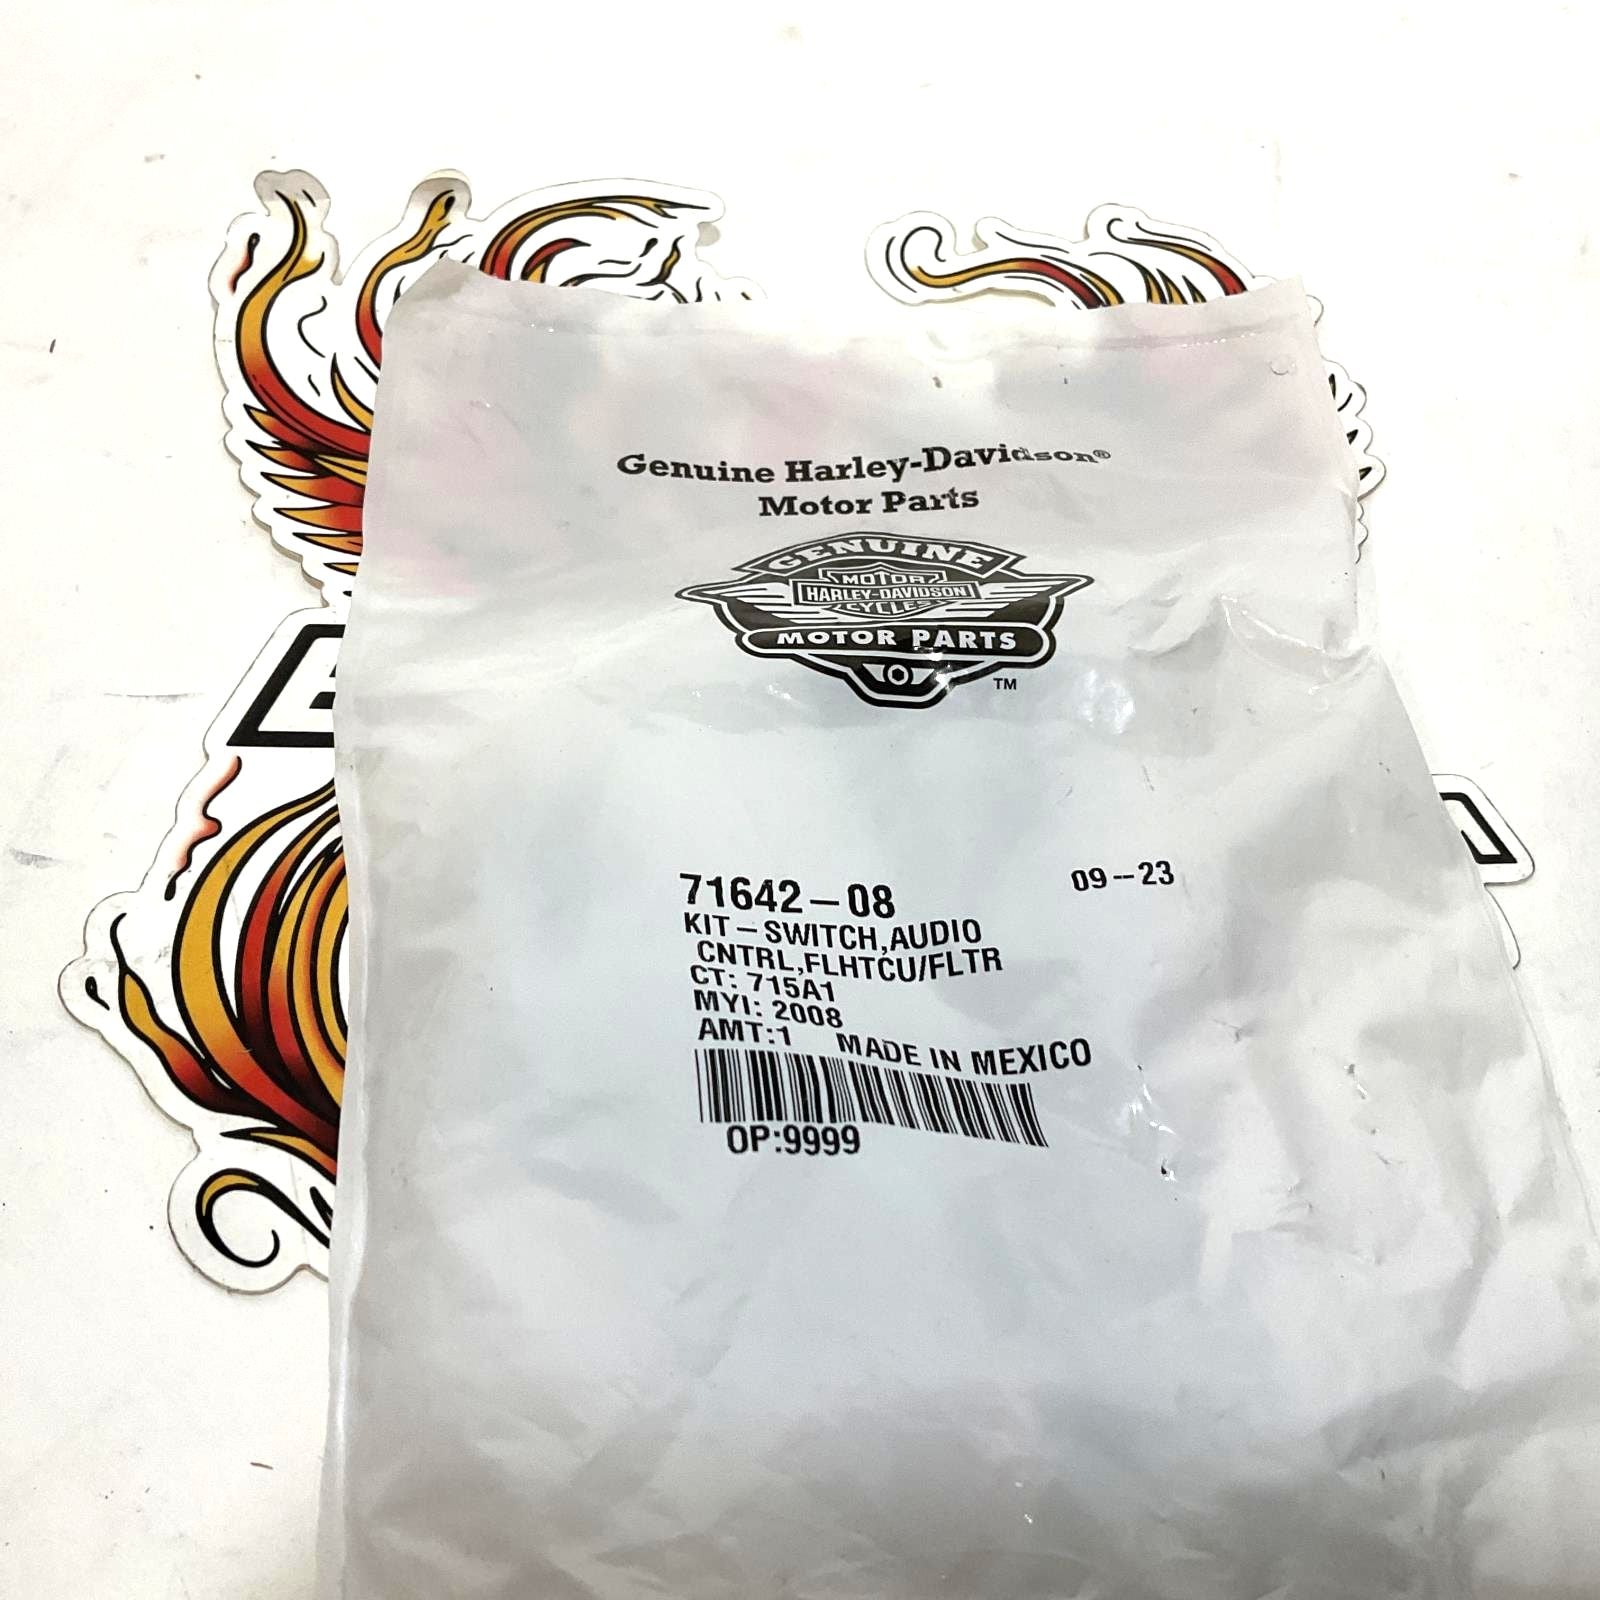 Genuine Harley-Davidson®
Motor Parts
GENUINE
MOTOR
HARLEY-DAVIDSON
CYCLES
MOTOR PARTS
TM
71642-08
09-23
KIT-SWITCH,AUDIO
CNTRL,FLHTCU/FLTR
CT: 715A1
MYI: 2008
AMT:1 MADE IN MEXICO
OP:9999